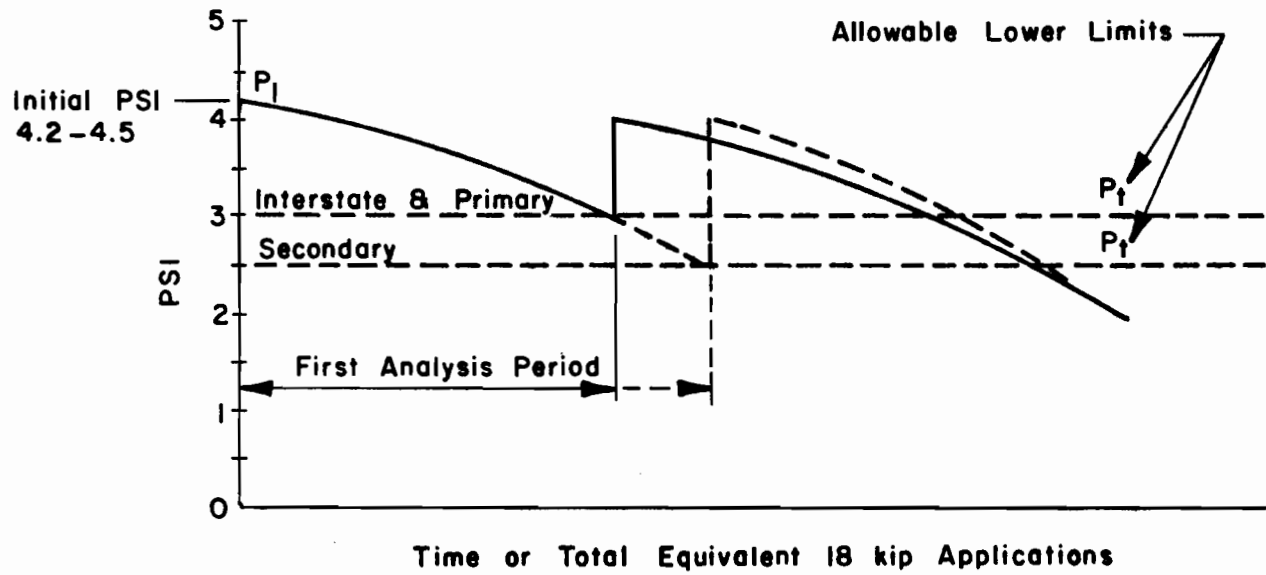 5
Allowable Lower Limits
P1
Initial PSI
4.2-4.5
4
Interstate & Primary
Pt
3
Secondary
Pt
PSI
2
First Analysis Period
1
0
Time or Total Equivalent 18 kip Applications